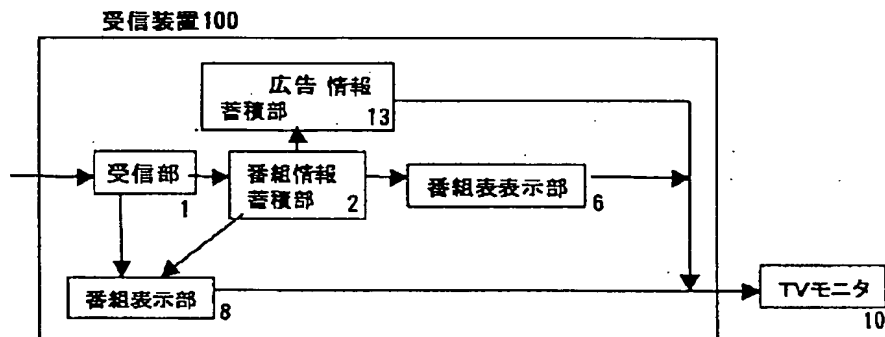 受信装置100
広告 情報
蓄積部
13
受信部
1
番組情報
蓄積部
2
番組表表示部
6
番組表示部
8
TVモニタ
10